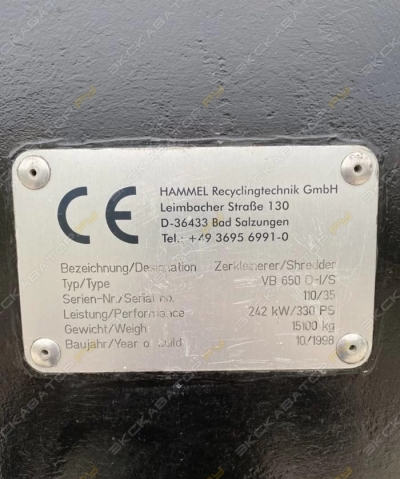 CE
HAMMEL Recyclingtechnik GmbH
Leimbacher Straße 130
D-36433 Bad Salzungen
Tel.: +49 3695 6991-0
Bezeichnung/Designation Zerkleinerer/Shredder
Typ/Type VB 650 D-I/S
Serien-Nr./Serial no. 110/35
Leistung/Performance 242 kW/330 PS
Gewicht/Weigh 15100 kg
Baujahr/Year o build 10/1998
ЭКСКАВАТОР РУ